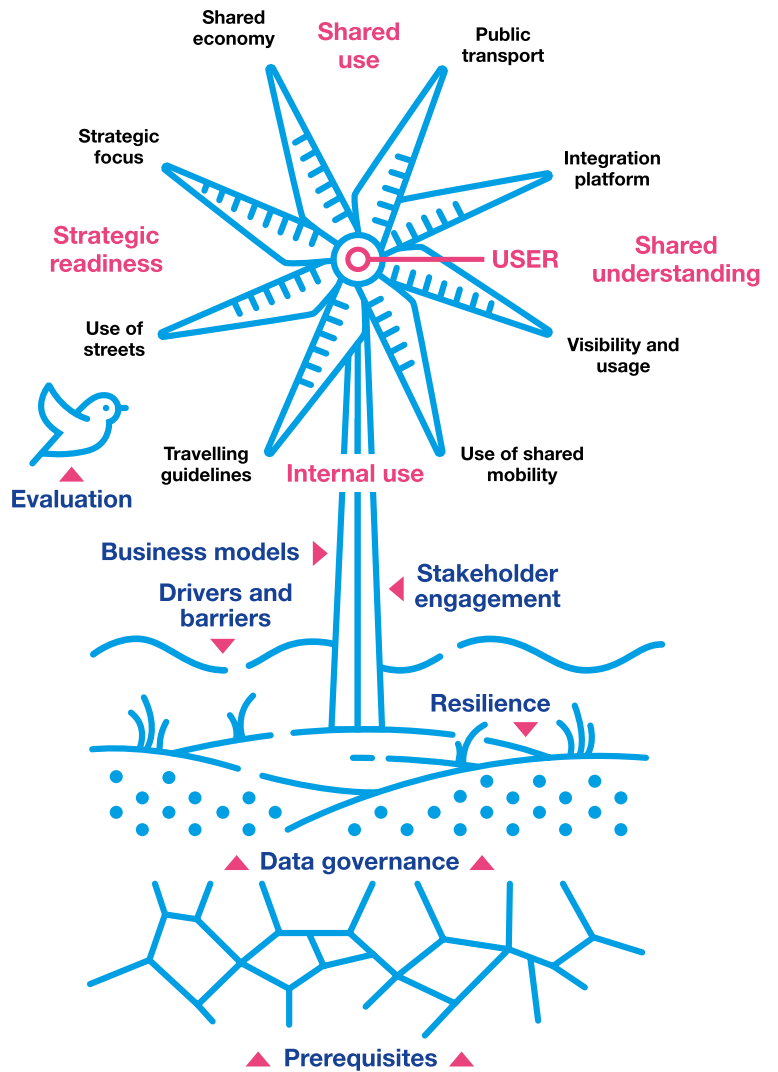 Shared
economy
Shared
use
Public
transport
Strategic
focus
Integration
platform
Strategic
readiness
USER
Shared
understanding
Use of
streets
Visibility and
usage
Travelling
guidelines
Internal use
Use of shared
mobility
Evaluation
Business models
Stakeholder
engagement
Drivers and
barriers
Resilience
Data governance
Prerequisites